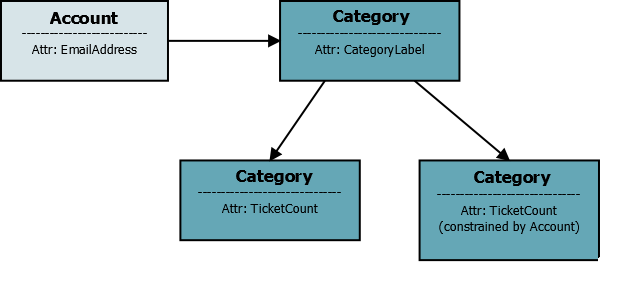 Account
Attr: EmailAddress
Category
Attr: CategoryLabel
Category
Attr: TicketCount
Category
Attr: TicketCount
(constrained by Account)